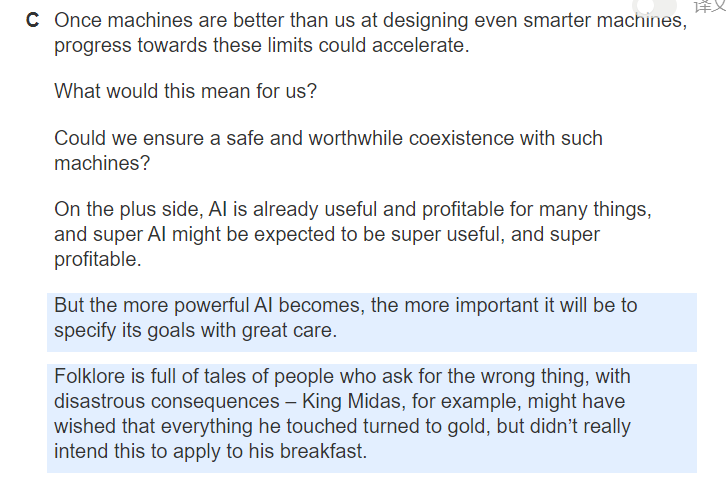 译文
C Once machines are better than us at designing even smarter machines,
progress towards these limits could accelerate.
What would this mean for us?
Could we ensure a safe and worthwhile coexistence with such
machines?
On the plus side, AI is already useful and profitable for many things,
and super AI might be expected to be super useful, and super
profitable.
But the more powerful AI becomes, the more important it will be to
specify its goals with great care.
Folklore is full of tales of people who ask for the wrong thing, with
disastrous consequences – King Midas, for example, might have
wished that everything he touched turned to gold, but didn’t really
intend this to apply to his breakfast.